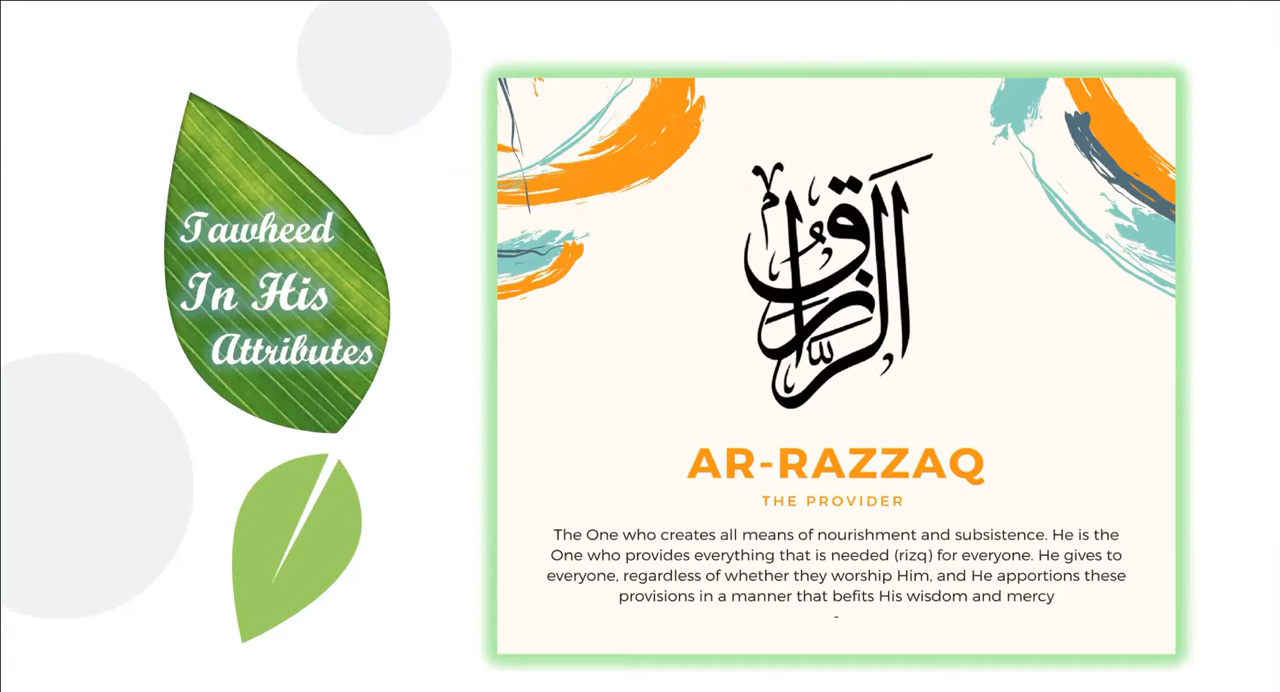 Tawheed
In His
Attributes
الرَّزَّاقُ
AR-RAZZAQ
THE PROVIDER
The One who creates all means of nourishment and subsistence. He is the
One who provides everything that is needed (rizq) for everyone. He gives to
everyone, regardless of whether they worship Him, and He apportions these
provisions in a manner that befits His wisdom and mercy
-